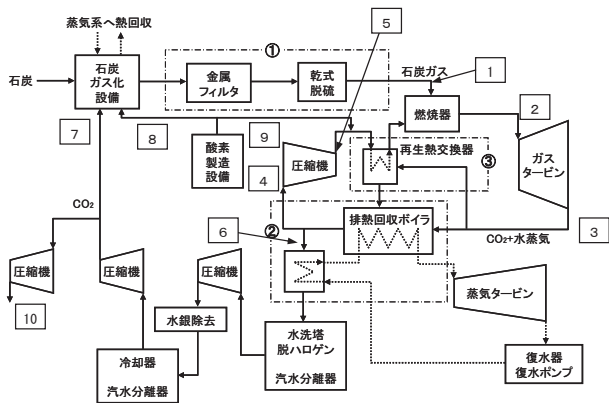 蒸気系へ熱回収
①
5
石炭
石炭
ガス化
設備
金属
フィルタ
乾式
脱硫
石炭ガス
1
燃焼器
2
7
8
9
酸素
製造
設備
圧縮機
4
再生熱交換器
③
ガス
タービン
CO₂
6
②
排熱回収ボイラ
CO₂+水蒸気
3
圧縮機
圧縮機
圧縮機
蒸気タービン
10
水銀除去
冷却器
汽水分離器
水洗塔
脱ハロゲン
汽水分離器
復水器
復水ポンプ